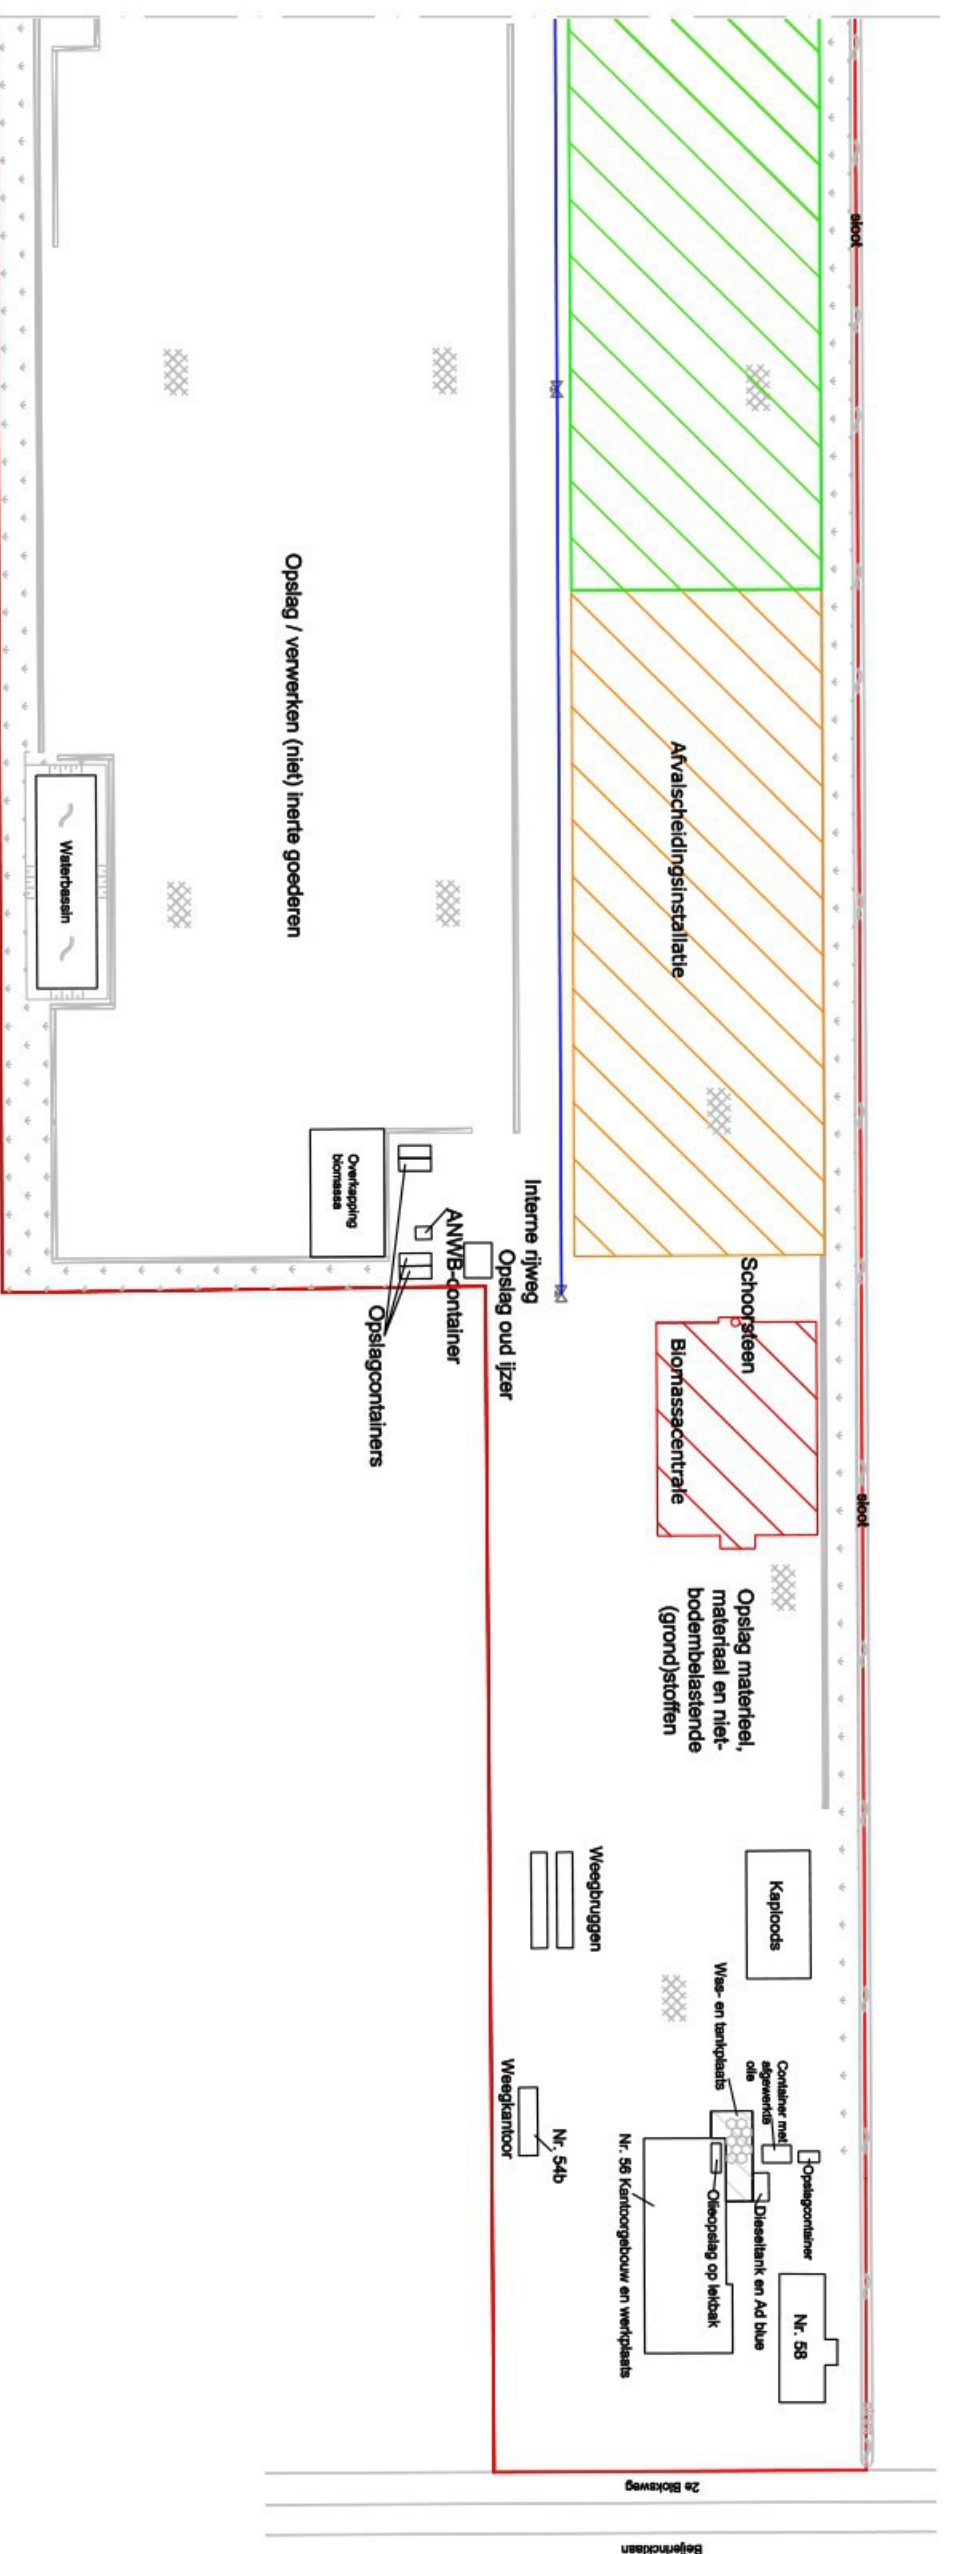 sloot
Opslag / verwerken (niet) inerte goederen
Afvalscheidingsinstallatie
Waterbassin
Overkapping
biomassa
Interne rijweg
Opslag oud ijzer
ANWB-container
Opslagcontainers
Schoorsteen
Biomassacentrale
sloot
Opslag materieel,
materiaal en niet-
bodembelastende
(grond)stoffen
Weegbruggen
Kaploods
Was- en tankplaats
Container met
afgewerkte
olie
Opslagcontainer
Weegkantoor
Nr. 54b
Nr. 56 Kantoorgebouw en werkplaats
Olieopslag op lekbak
Dieseltank en Ad blue
Nr. 58
2e Bloksweg
Beijerincklaan